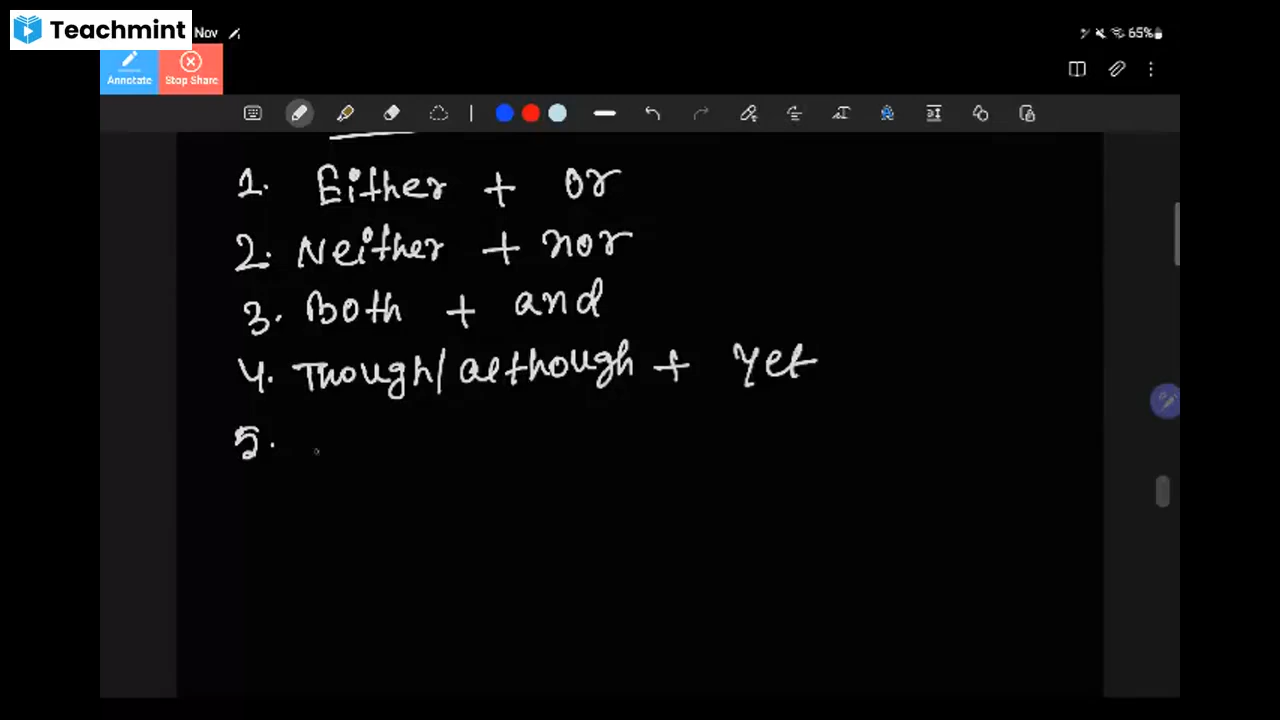 Teachmint
Nov
65%
Annotate
Stop Share
1. Either + or
2. Neither + nor
3. Both + and
4. Though/although + yet
5.